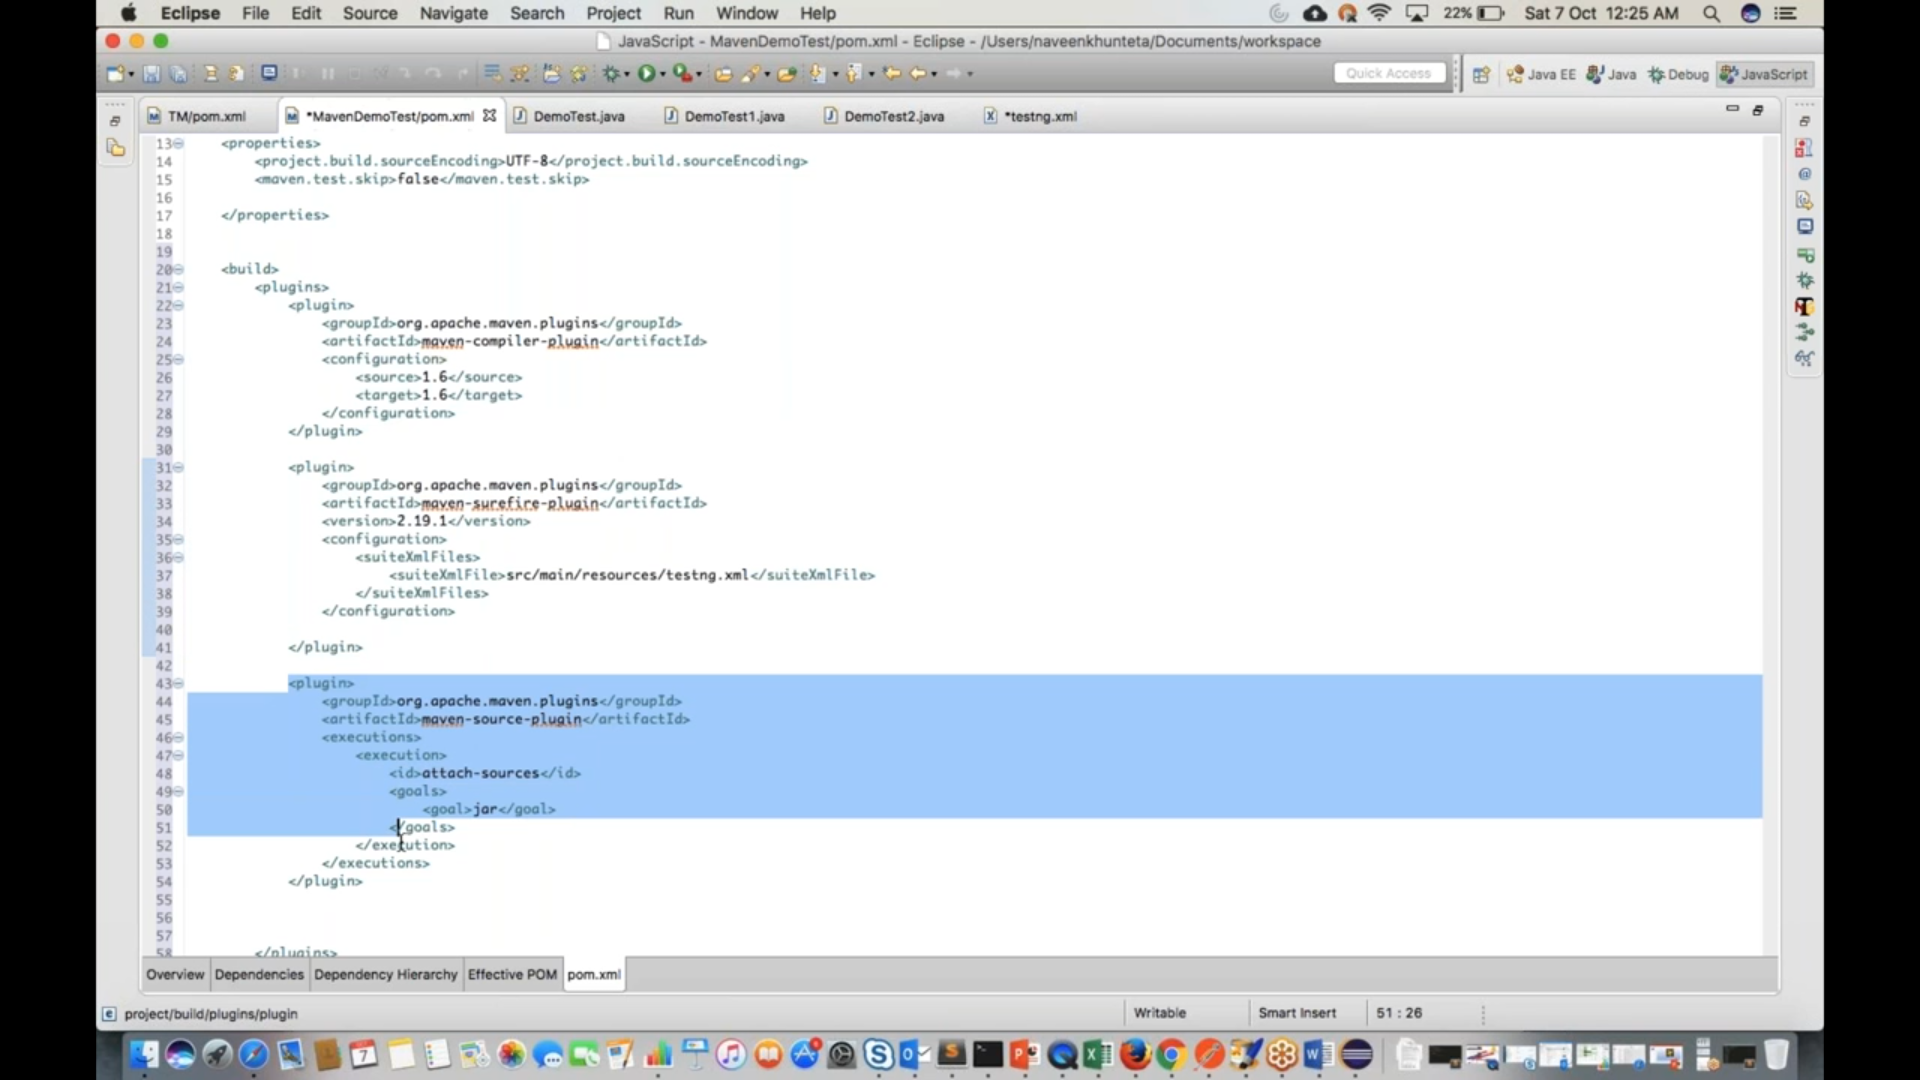 Eclipse File Edit Source Navigate Search Project Run Window Help 22% Sat 7 Oct 12:25 AM
JavaScript - MavenDemoTest/pom.xml - Eclipse - /Users/naveenkhunteta/Documents/workspace
Quick Access Java EE Java Debug JavaScript
TM/pom.xml *MavenDemoTest/pom.xml DemoTest.java DemoTest1.java DemoTest2.java *testng.xml
13 <properties>
14 <project.build.sourceEncoding>UTF-8</project.build.sourceEncoding>
15 <maven.test.skip>false</maven.test.skip>
16
17 </properties>
18
19
20 <build>
21 <plugins>
22 <plugin>
23 <groupId>org.apache.maven.plugins</groupId>
24 <artifactId>maven-compiler-plugin</artifactId>
25 <configuration>
26 <source>1.6</source>
27 <target>1.6</target>
28 </configuration>
29 </plugin>
30
31 <plugin>
32 <groupId>org.apache.maven.plugins</groupId>
33 <artifactId>maven-surefire-plugin</artifactId>
34 <version>2.19.1</version>
35 <configuration>
36 <suiteXmlFiles>
37 <suiteXmlFile>src/main/resources/testng.xml</suiteXmlFile>
38 </suiteXmlFiles>
39 </configuration>
40
41 </plugin>
42
43 <plugin>
44 <groupId>org.apache.maven.plugins</groupId>
45 <artifactId>maven-source-plugin</artifactId>
46 <executions>
47 <execution>
48 <id>attach-sources</id>
49 <goals>
50 <goal>jar</goal>
51 </goals>
52 </execution>
53 </executions>
54 </plugin>
55
56
57
58 </plugins>
Overview Dependencies Dependency Hierarchy Effective POM pom.xml
project/build/plugins/plugin Writable Smart Insert 51 : 26
7